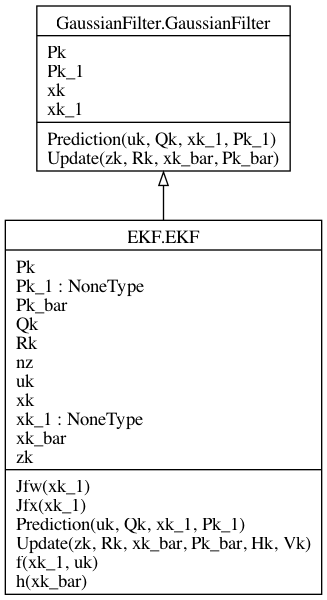 GaussianFilter.GaussianFilter
Pk
Pk_1
xk
xk_1
Prediction(uk, Qk, xk_1, Pk_1)
Update(zk, Rk, xk_bar, Pk_bar)
EKF.EKF
Pk
Pk_1 : NoneType
Pk_bar
Qk
Rk
nz
uk
xk
xk_1 : NoneType
xk_bar
zk
Jfw(xk_1)
Jfx(xk_1)
Prediction(uk, Qk, xk_1, Pk_1)
Update(zk, Rk, xk_bar, Pk_bar, Hk, Vk)
f(xk_1, uk)
h(xk_bar)